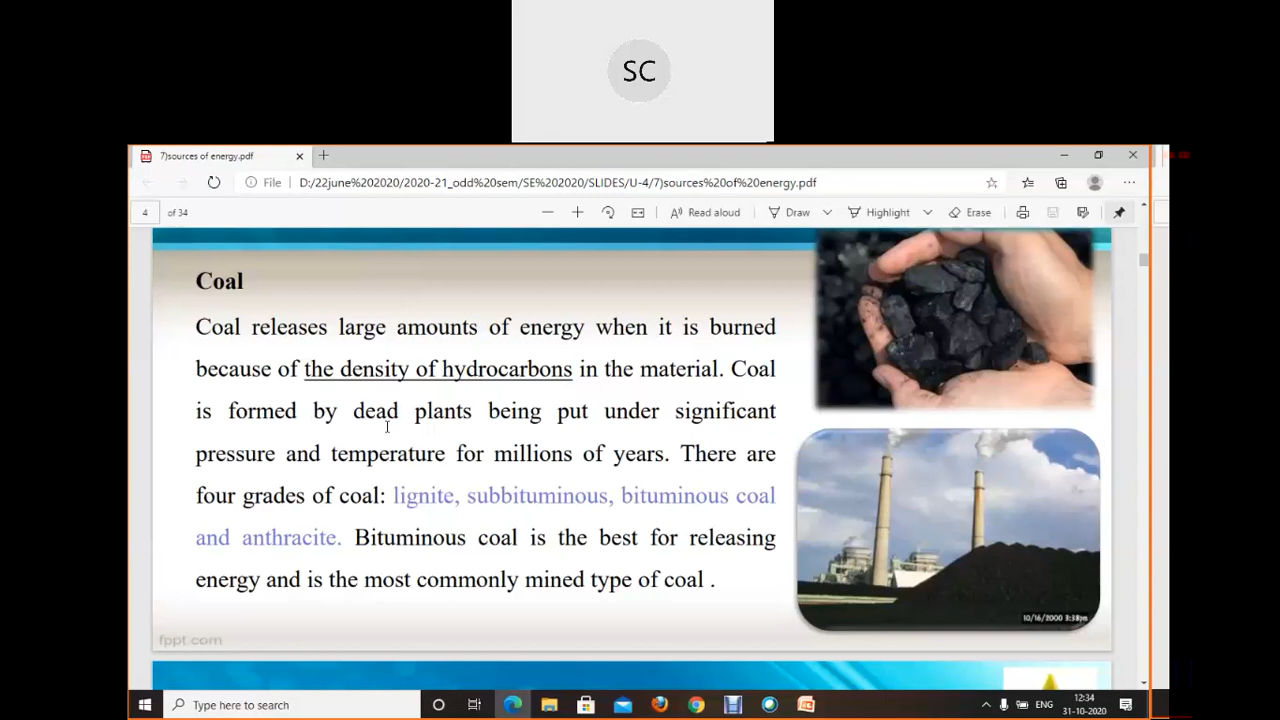 SC
7)sources of energy.pdf
File D:/22june%202020/2020-21_odd%20sem/SE%202020/SLIDES/U-4/7)sources%20of%20energy.pdf
4 of 34 Read aloud Draw Highlight Erase
Coal
Coal releases large amounts of energy when it is burned
because of the density of hydrocarbons in the material. Coal
is formed by dead plants being put under significant
pressure and temperature for millions of years. There are
four grades of coal: lignite, subbituminous, bituminous coal
and anthracite. Bituminous coal is the best for releasing
energy and is the most commonly mined type of coal .
10/16/2000 3:38pm
fppt.com
Type here to search
ENG
12:34
31-10-2020